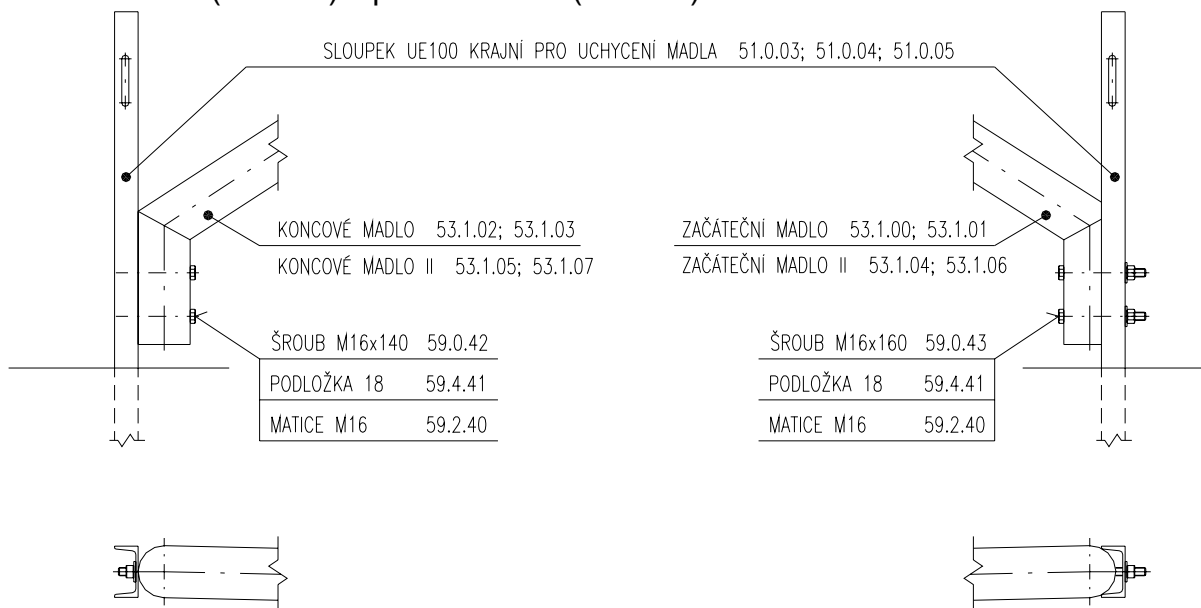 SLOUPEK UE100 KRAJNÍ PRO UCHYCENÍ MADLA 51.0.03; 51.0.04; 51.0.05
KONCOVÉ MADLO 53.1.02; 53.1.03
KONCOVÉ MADLO II 53.1.05; 53.1.07
ZAČÁTEČNÍ MADLO 53.1.00; 53.1.01
ZAČÁTEČNÍ MADLO II 53.1.04; 53.1.06
ŠROUB M16x140 59.0.42
PODLOŽKA 18 59.4.41
MATICE M16 59.2.40
ŠROUB M16x160 59.0.43
PODLOŽKA 18 59.4.41
MATICE M16 59.2.40